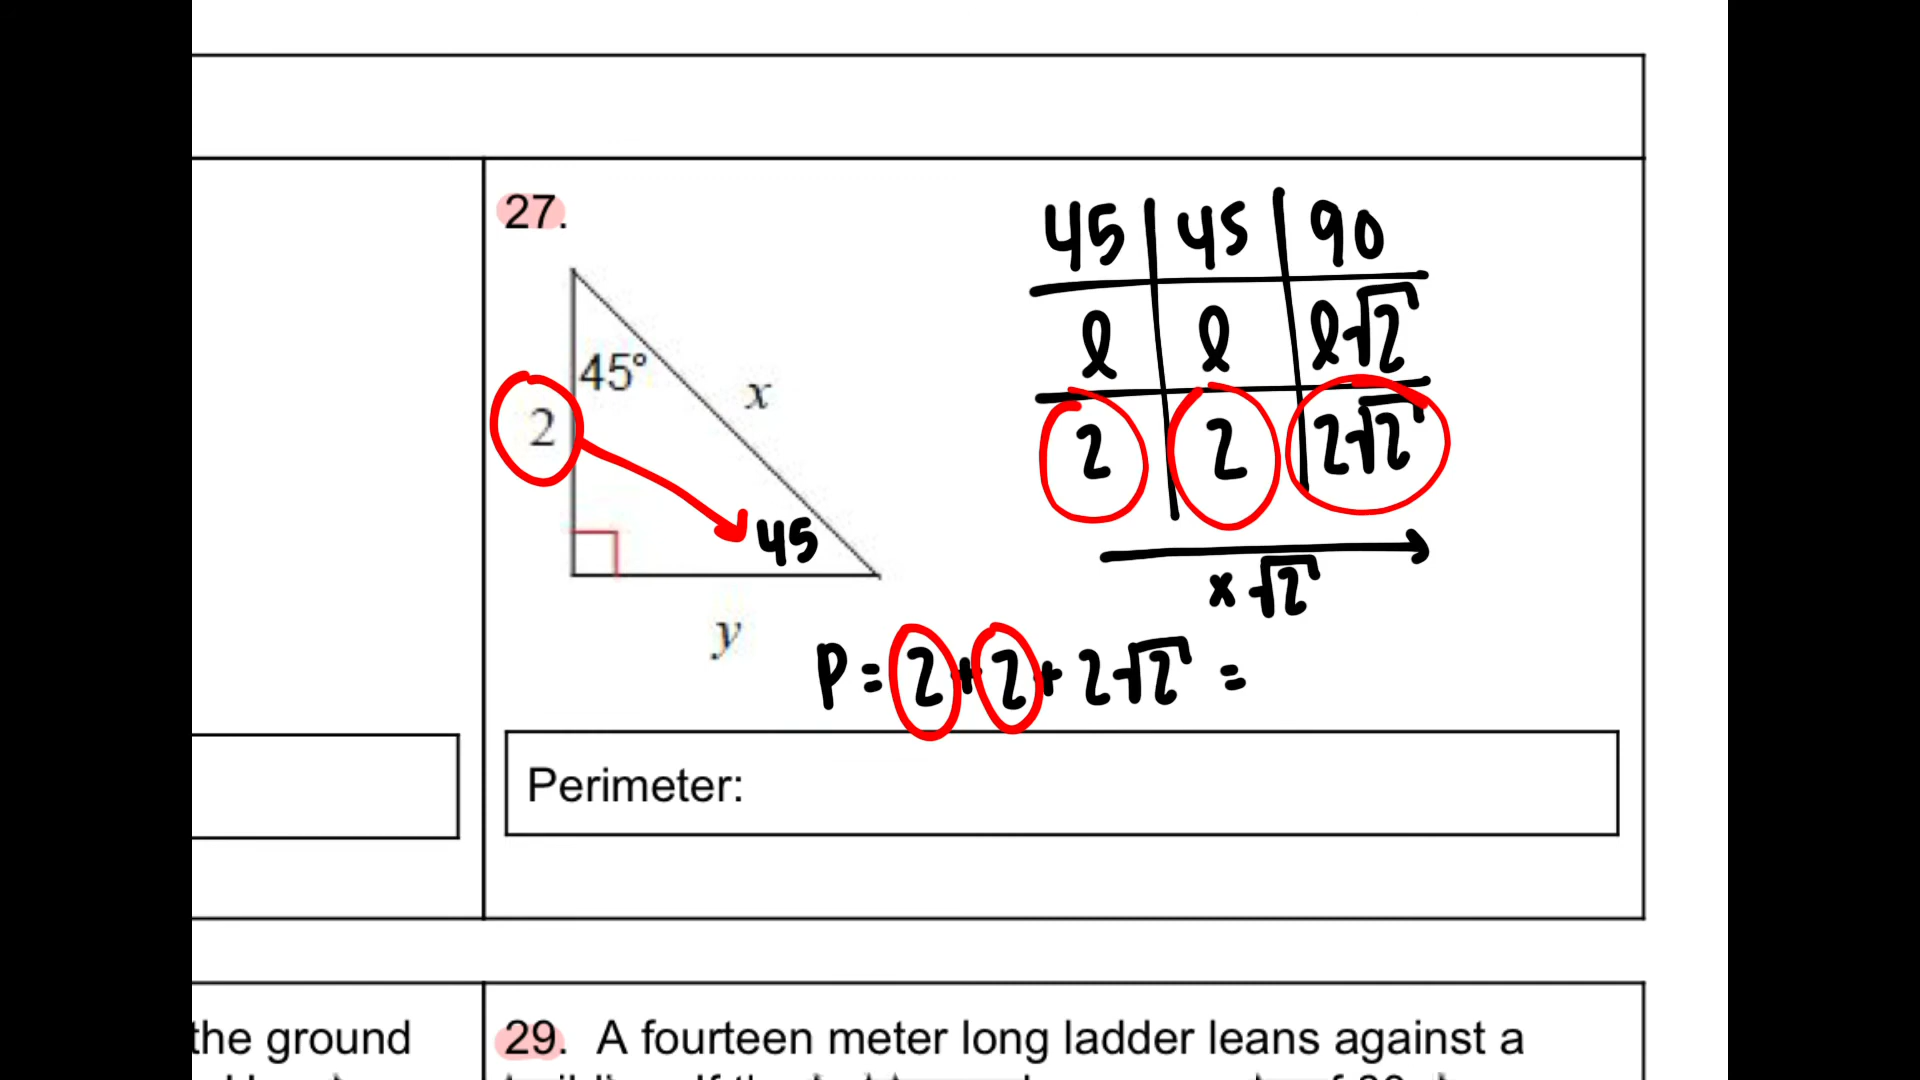 27.
45 | 45 | 90
l | l | l√2
2 | 2 | 2√2
x √2
45°
x
2
45
y
P = 2 + 2 + 2√2 =
Perimeter:
the ground
29. A fourteen meter long ladder leans against a